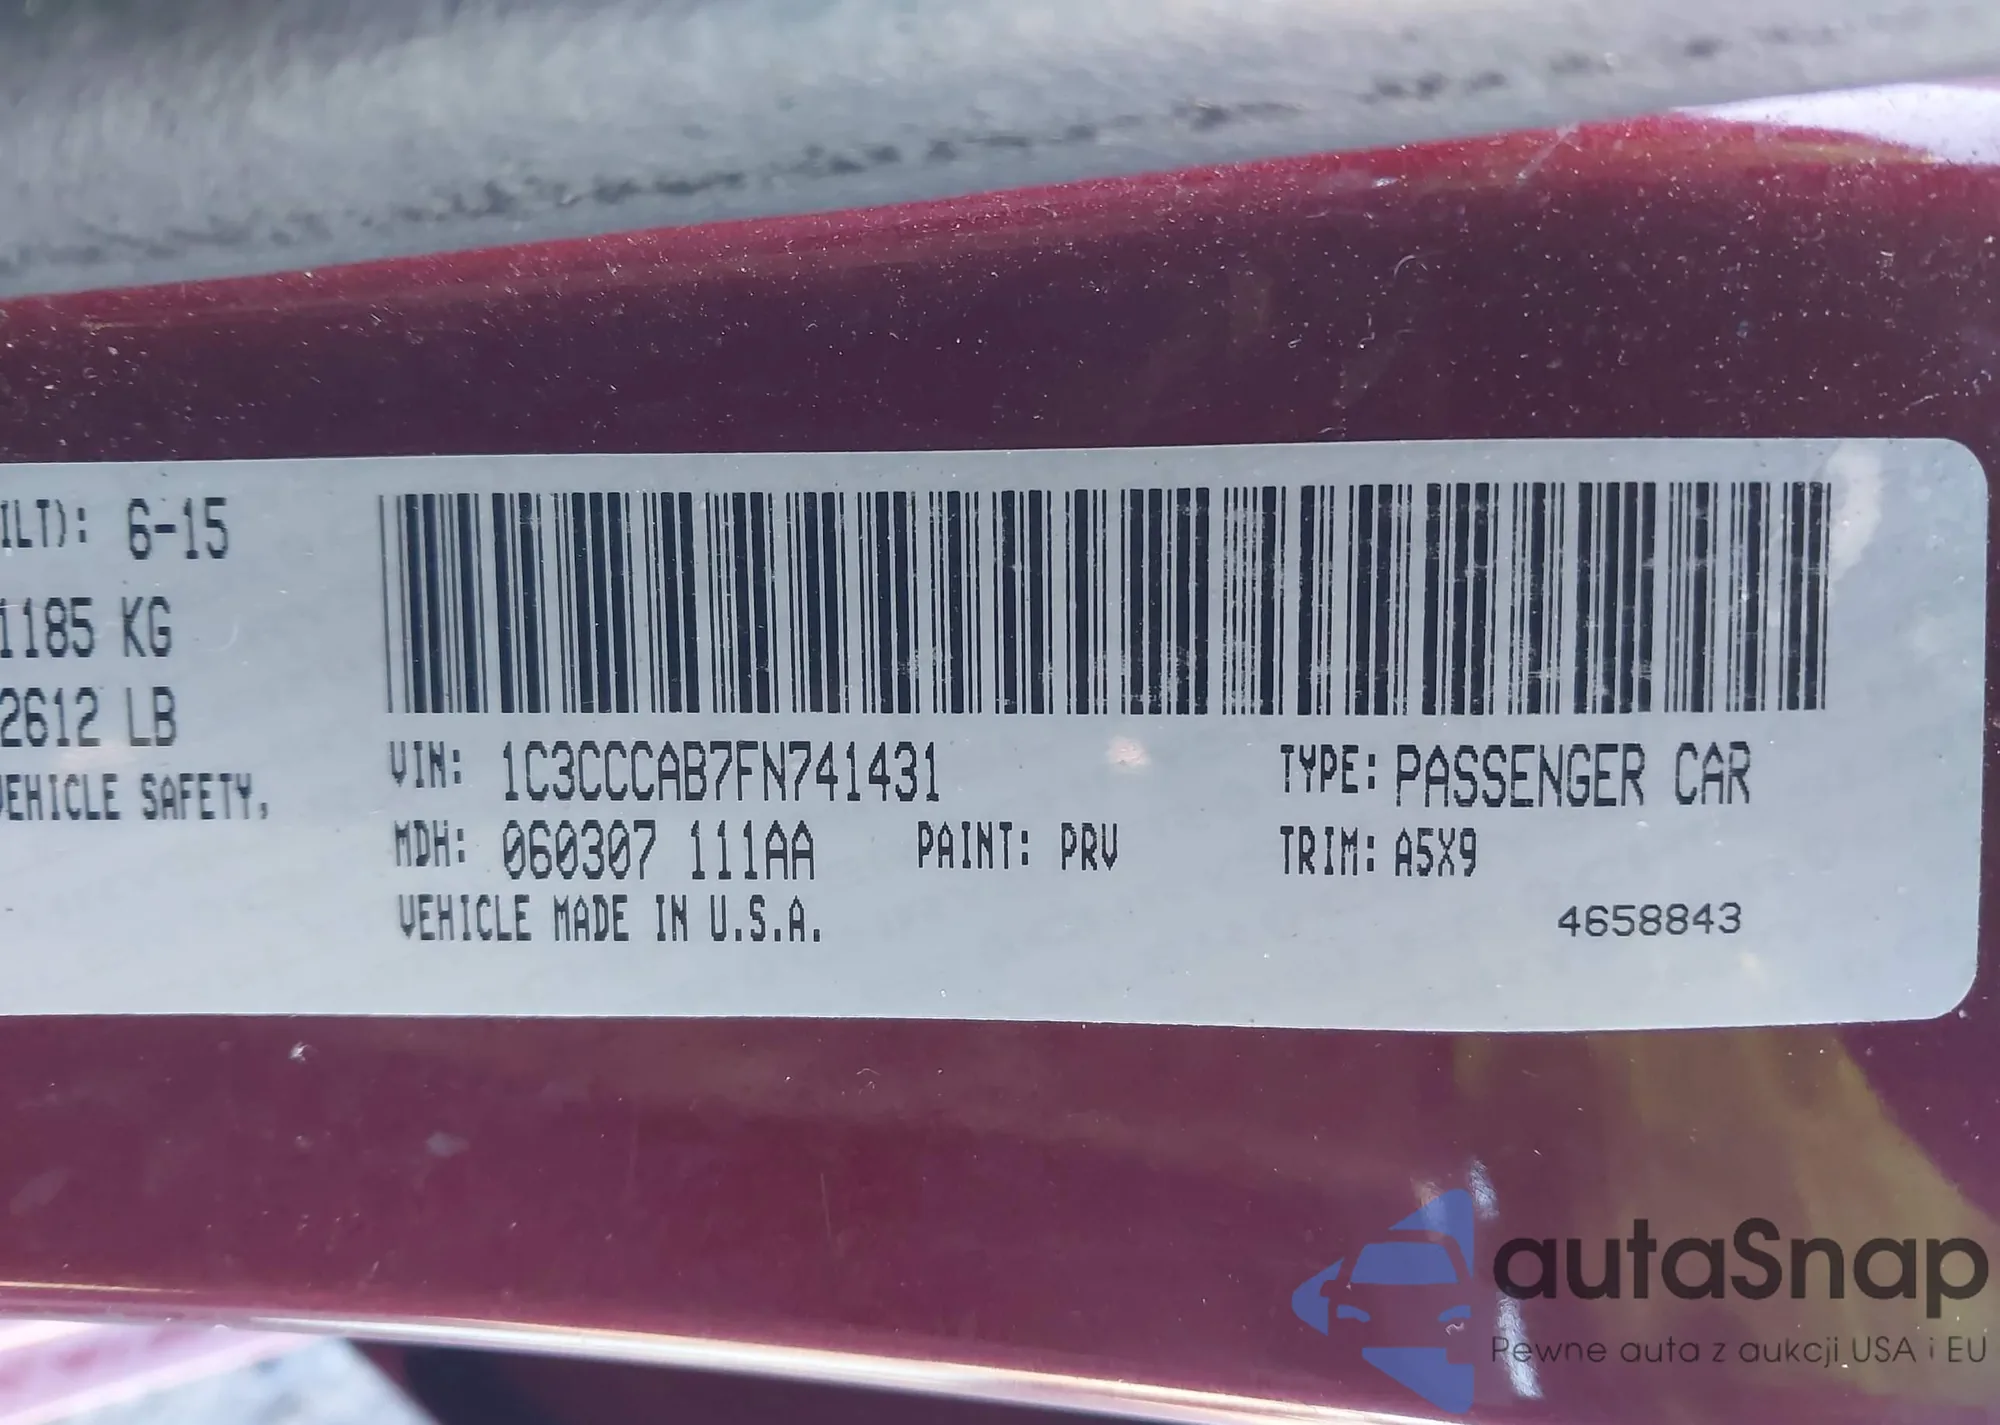 ILT): 6-15
1185 KG
2612 LB
VEHICLE SAFETY,
VIN: 1C3CCCAB7FN741431
TYPE: PASSENGER CAR
MDH: 060307 111AA
PAINT: PRV
TRIM: A5X9
VEHICLE MADE IN U.S.A.
4658843
autaSnap
Pewne auta z aukcji USA i EU